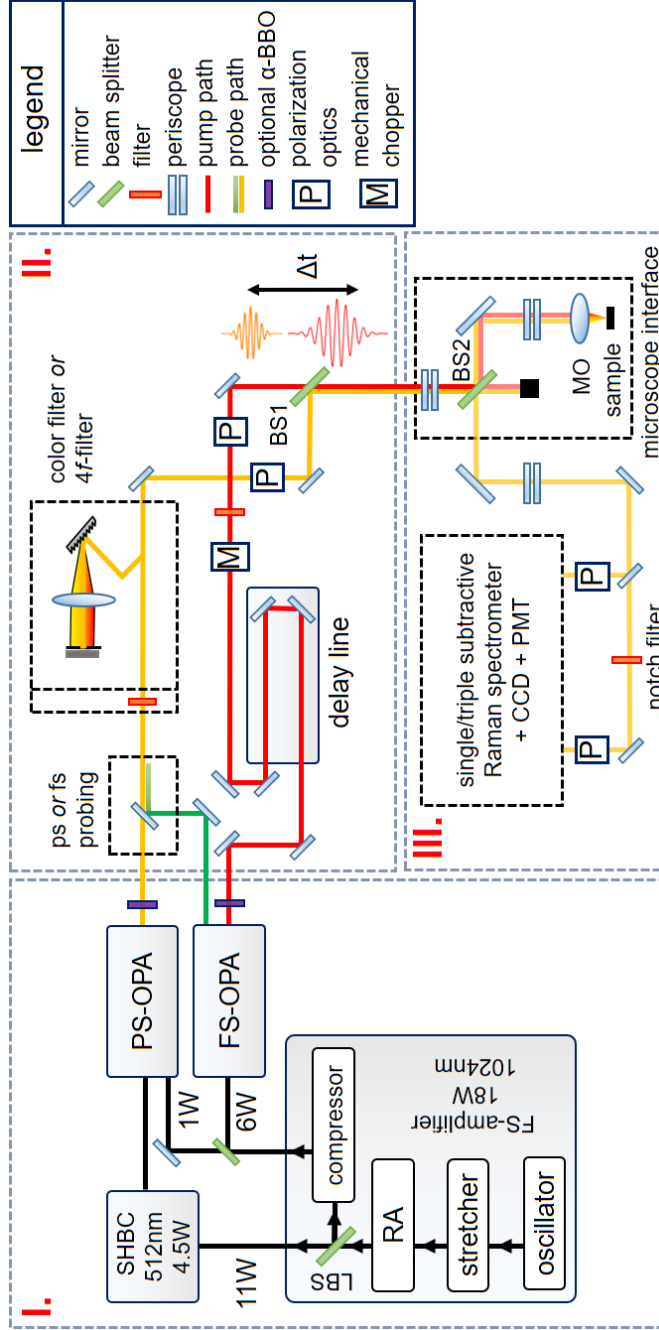 I.
SHBC
512nm
4.5W
11W
1W
6W
PS-OPA
FS-OPA
LBS
compressor
RA
stretcher
oscillator
FS-amplifier
18W
1024nm
II.
ps or fs
probing
color filter or
4f-filter
delay line
M
P
P
BS1
Δt
III.
single/triple subtractive
Raman spectrometer
+ CCD + PMT
P
P
notch filter
BS2
MO
sample
microscope interface
legend
mirror
beam splitter
filter
periscope
pump path
probe path
optional α-BBO
P
polarization
optics
M
mechanical
chopper